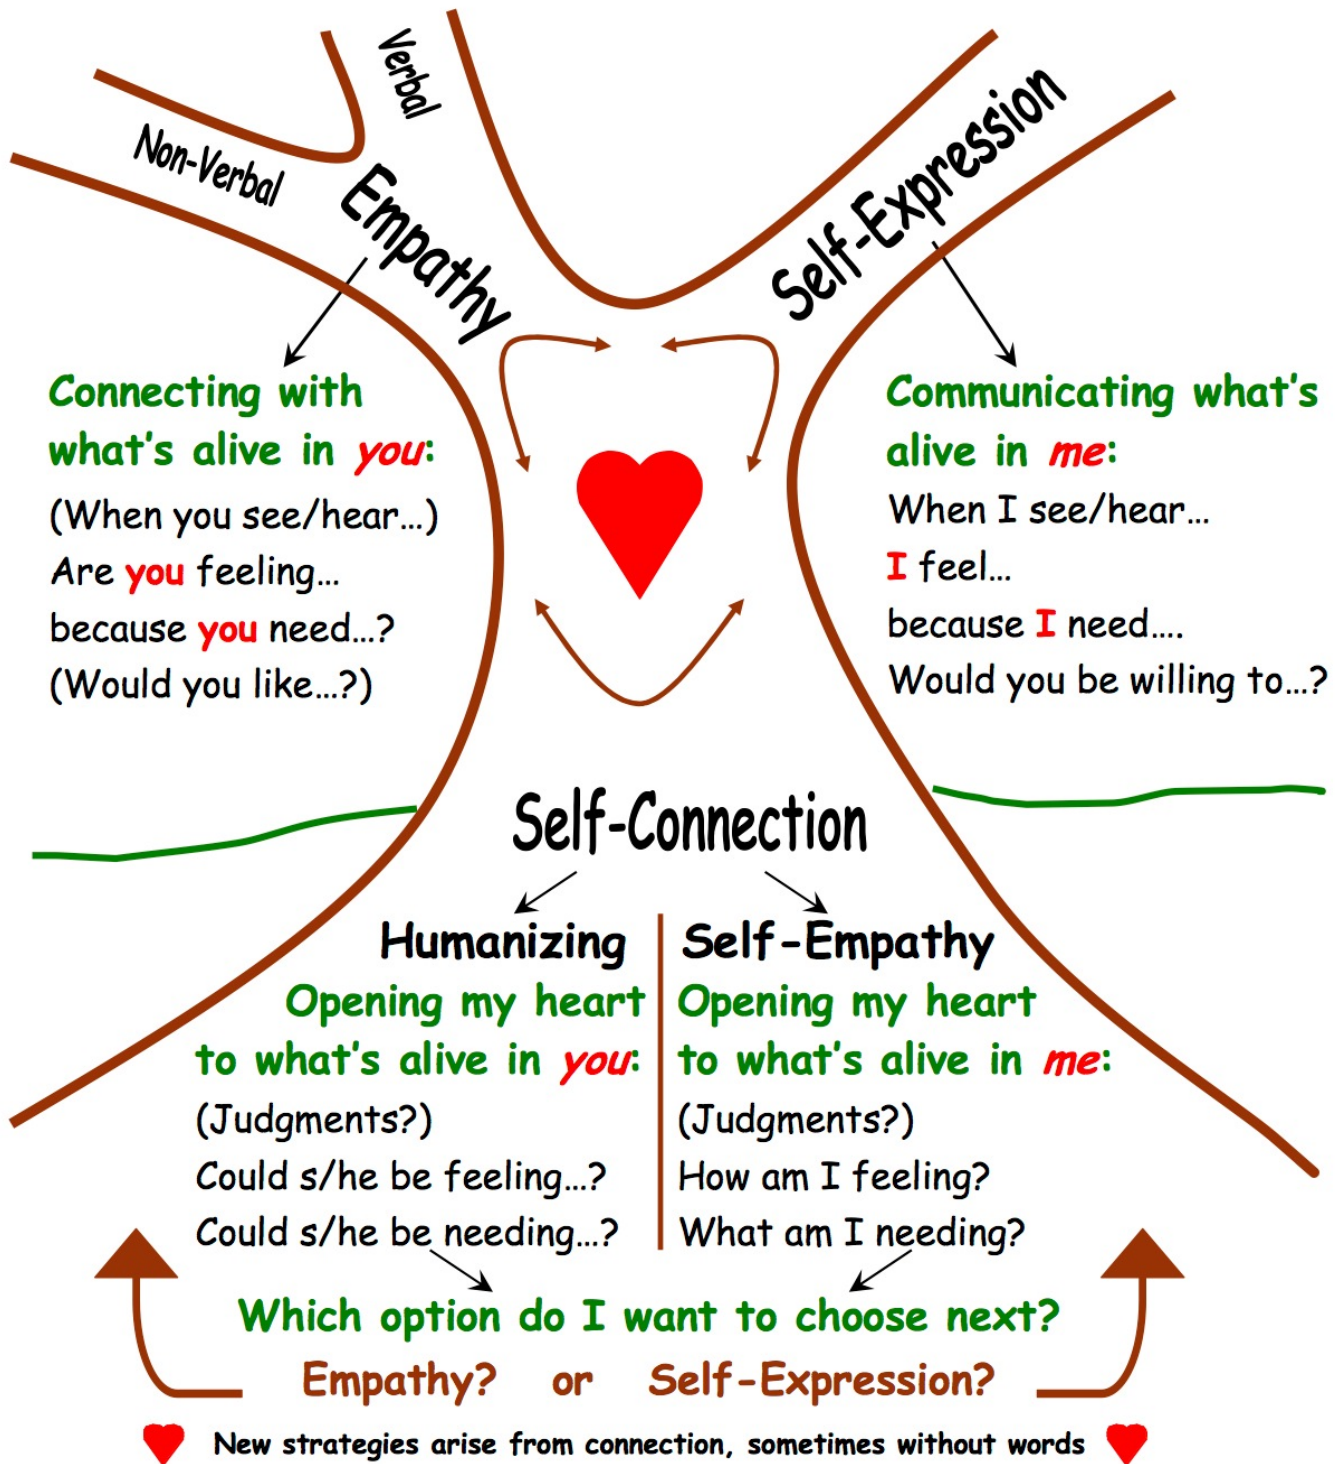 Verbal
Non-Verbal
Empathy
Self-Expression
Connecting with
what's alive in you:
(When you see/hear…)
Are you feeling…
because you need…?
(Would you like…?)
Communicating what's
alive in me:
When I see/hear…
I feel…
because I need….
Would you be willing to…?
Self-Connection
Humanizing
Opening my heart
to what's alive in you:
(Judgments?)
Could s/he be feeling…?
Could s/he be needing…?
Self-Empathy
Opening my heart
to what's alive in me:
(Judgments?)
How am I feeling?
What am I needing?
Which option do I want to choose next?
Empathy? or Self-Expression?
New strategies arise from connection, sometimes without words